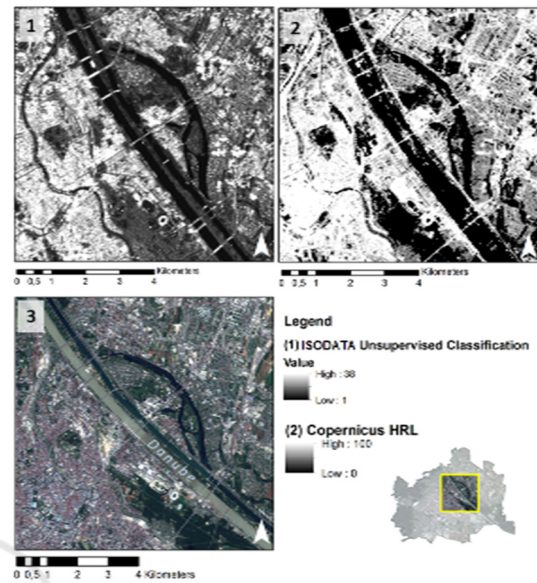 1
2
0 0,5 1 2 3 4
Kilometers
0 0,5 1 2 3 4
Kilometers
3
Danube
0 0,5 1 2 3 4
Kilometers
Legend
(1) ISODATA Unsupervised Classification
Value
High : 38
Low : 1
(2) Copernicus HRL
High : 100
Low : 0